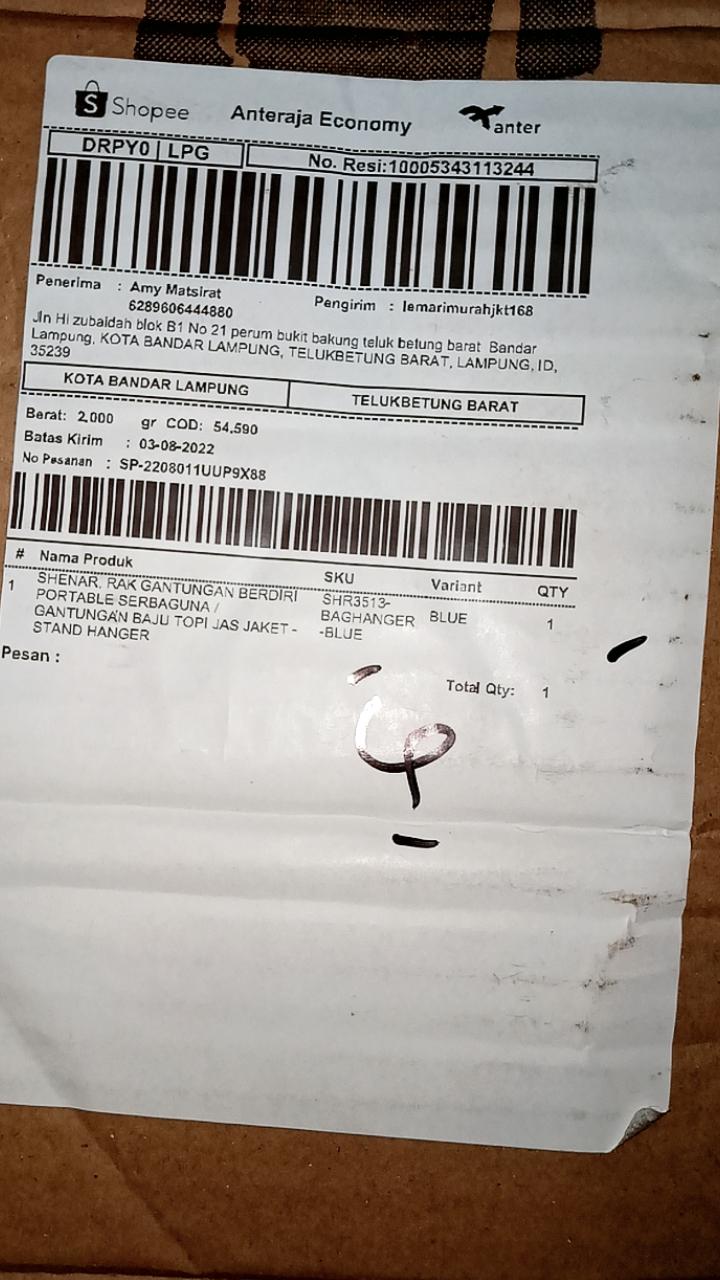 Shopee Anteraja Economy anter
DRPY0 | LPG No. Resi:10005343113244
Penerima : Amy Matsirat
6289606444880 Pengirim : lemarimurahjkt168
Jln Hi zubaidah blok B1 No 21 perum bukit bakung teluk betung barat Bandar
Lampung, KOTA BANDAR LAMPUNG, TELUKBETUNG BARAT, LAMPUNG, ID,
35239
KOTA BANDAR LAMPUNG TELUKBETUNG BARAT
Berat: 2,000 gr COD: 54.590
Batas Kirim : 03-08-2022
No Pesanan : SP-2208011UUP9X88
# Nama Produk SKU Variant QTY
1 SHENAR. RAK GANTUNGAN BERDIRI SHR3513- BLUE 1
PORTABLE SERBAGUNA / BAGHANGER
GANTUNGAN BAJU TOPI JAS JAKET - -BLUE
STAND HANGER
Pesan :
Total Qty: 1